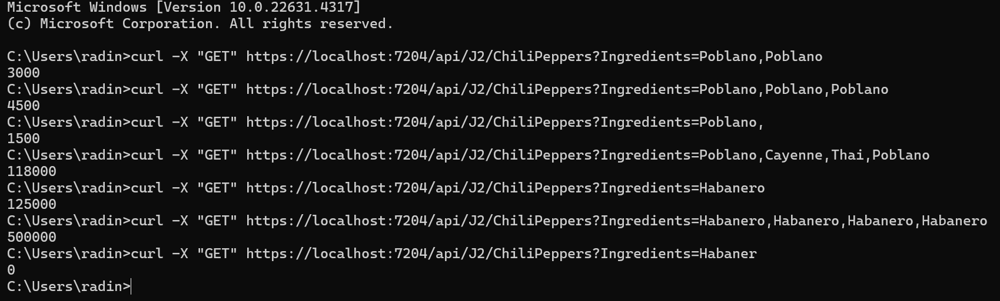 Microsoft Windows [Version 10.0.22631.4317]
(c) Microsoft Corporation. All rights reserved.
C:\Users\radin>curl -X "GET" https://localhost:7204/api/J2/ChiliPeppers?Ingredients=Poblano,Poblano
3000
C:\Users\radin>curl -X "GET" https://localhost:7204/api/J2/ChiliPeppers?Ingredients=Poblano,Poblano,Poblano
4500
C:\Users\radin>curl -X "GET" https://localhost:7204/api/J2/ChiliPeppers?Ingredients=Poblano,
1500
C:\Users\radin>curl -X "GET" https://localhost:7204/api/J2/ChiliPeppers?Ingredients=Poblano,Cayenne,Thai,Poblano
118000
C:\Users\radin>curl -X "GET" https://localhost:7204/api/J2/ChiliPeppers?Ingredients=Habanero
125000
C:\Users\radin>curl -X "GET" https://localhost:7204/api/J2/ChiliPeppers?Ingredients=Habanero,Habanero,Habanero,Habanero
500000
C:\Users\radin>curl -X "GET" https://localhost:7204/api/J2/ChiliPeppers?Ingredients=Habaner
0
C:\Users\radin>